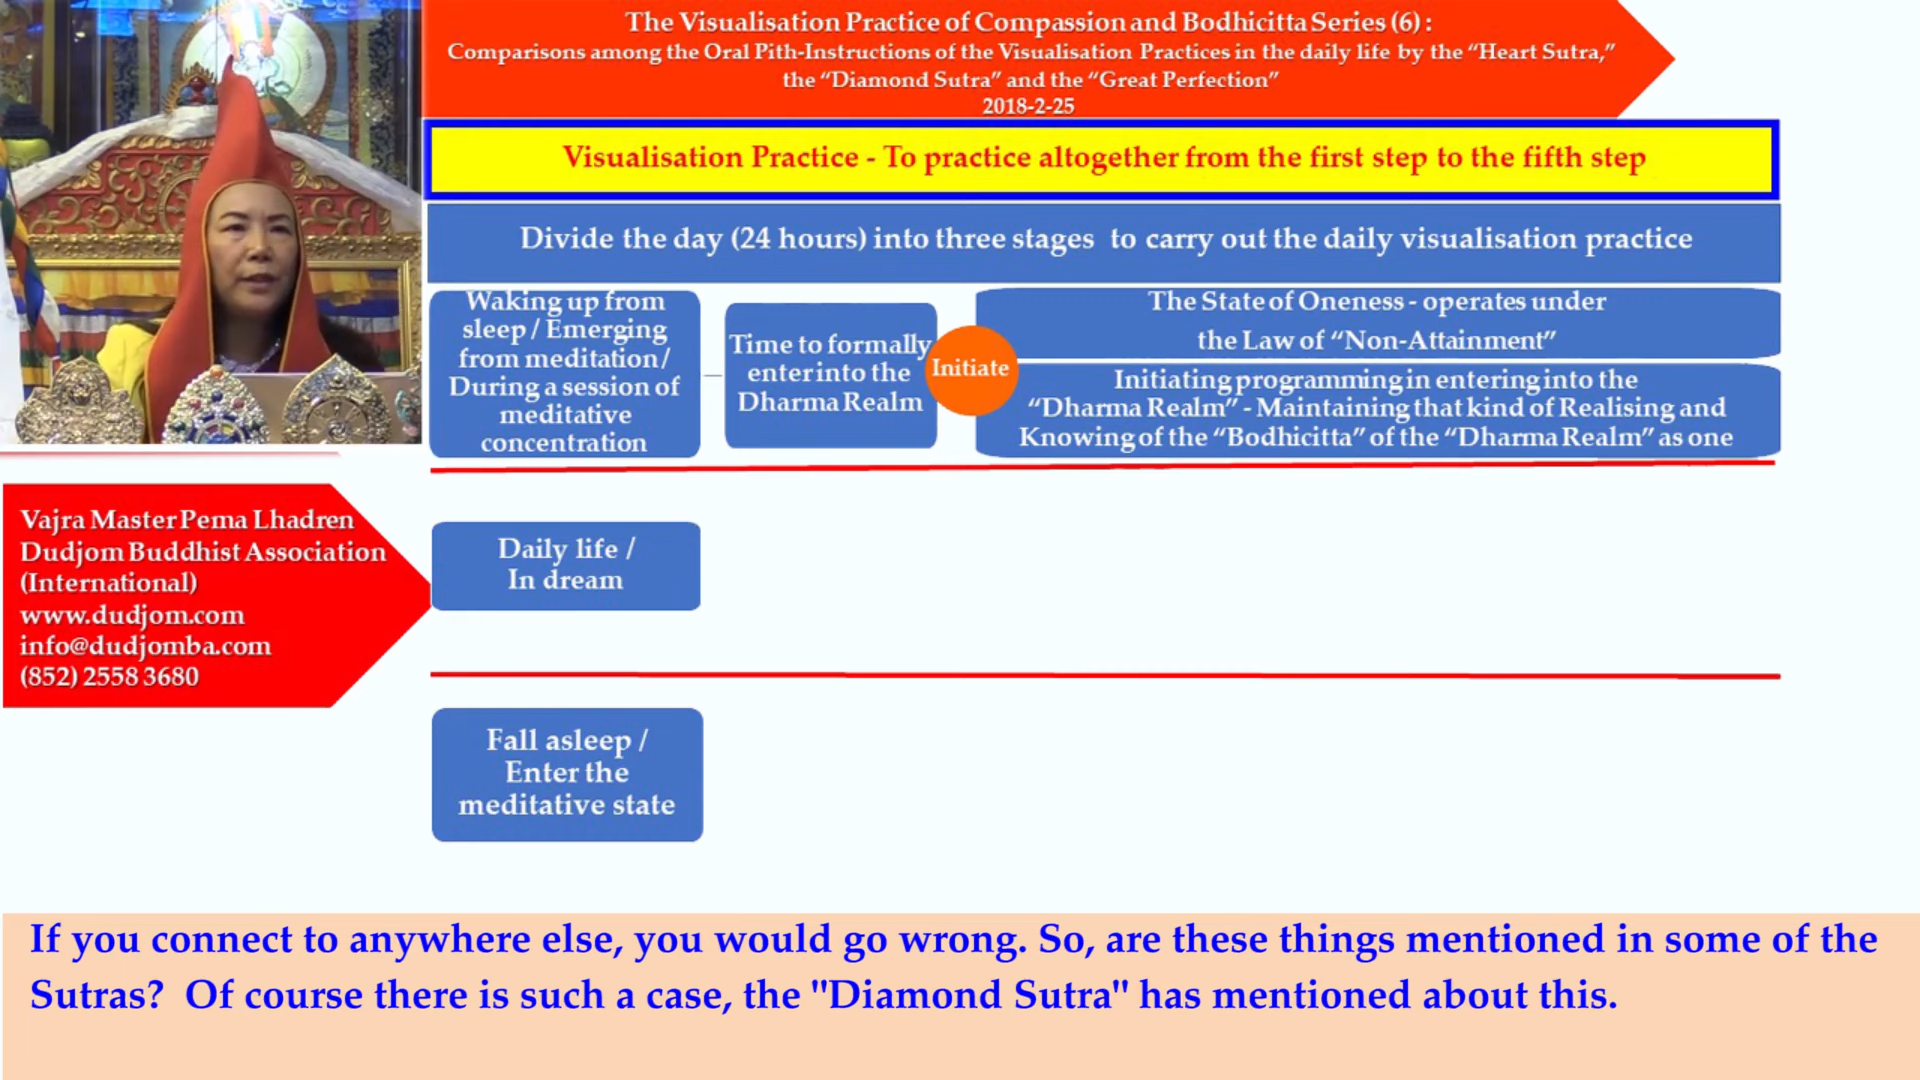 The Visualisation Practice of Compassion and Bodhicitta Series (6) :
Comparisons among the Oral Pith-Instructions of the Visualisation Practices in the daily life by the “Heart Sutra,”
the “Diamond Sutra” and the “Great Perfection”
2018-2-25
Visualisation Practice - To practice altogether from the first step to the fifth step
Divide the day (24 hours) into three stages to carry out the daily visualisation practice
Waking up from
sleep / Emerging
from meditation/
During a session of
meditative
concentration
Time to formally
enter into the
Dharma Realm
Initiate
The State of Oneness - operates under
the Law of “Non-Attainment”
Initiating programming in entering into the
“Dharma Realm” - Maintaining that kind of Realising and
Knowing of the “Bodhicitta” of the “Dharma Realm” as one
Vajra Master Pema Lhadren
Dudjom Buddhist Association
(International)
www.dudjom.com
info@dudjomba.com
(852) 2558 3680
Daily life /
In dream
Fall asleep /
Enter the
meditative state
If you connect to anywhere else, you would go wrong. So, are these things mentioned in some of the
Sutras? Of course there is such a case, the "Diamond Sutra" has mentioned about this.